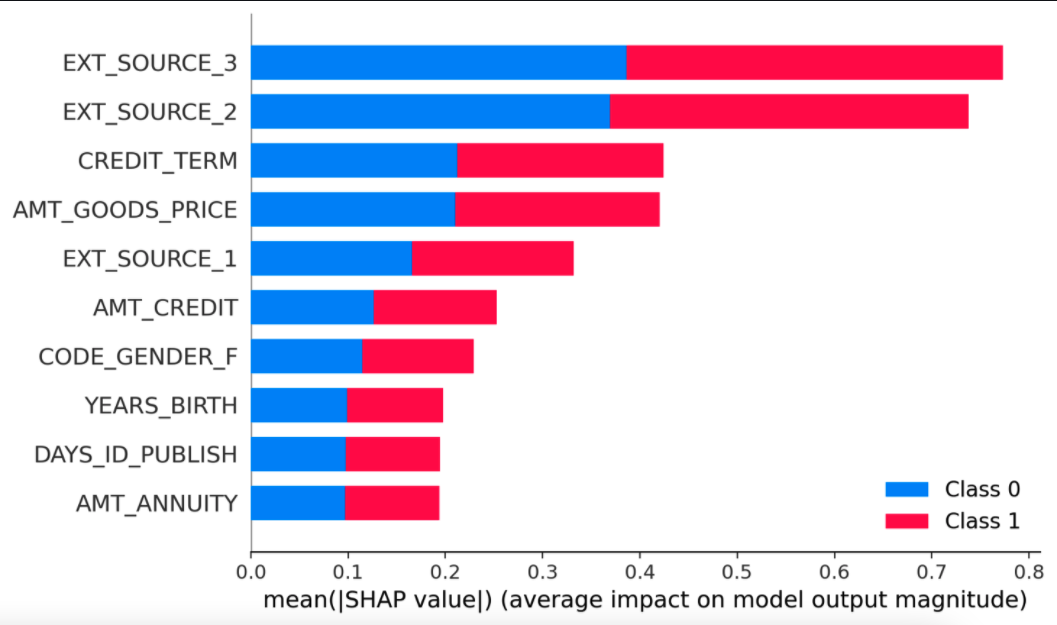 EXT_SOURCE_3
EXT_SOURCE_2
CREDIT_TERM
AMT_GOODS_PRICE
EXT_SOURCE_1
AMT_CREDIT
CODE_GENDER_F
YEARS_BIRTH
DAYS_ID_PUBLISH
AMT_ANNUITY
Class 0
Class 1
0.0 0.1 0.2 0.3 0.4 0.5 0.6 0.7 0.8
mean(|SHAP value|) (average impact on model output magnitude)